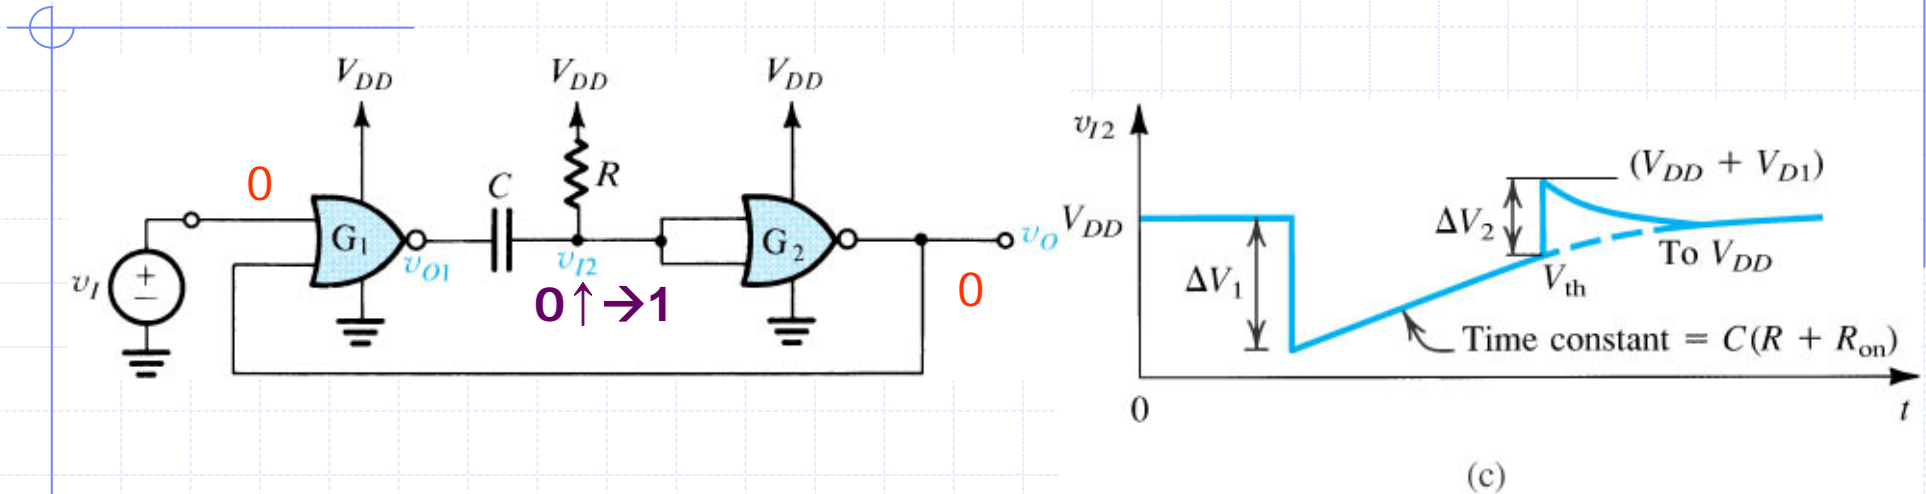 V_DD
V_DD
V_DD
0
C
R
G₁
G₂
v_O1
v_I2
v_O
v_I
+
−
0↑→1
0
v_I2
(V_DD + V_D1)
V_DD
ΔV₂
To V_DD
ΔV₁
V_th
Time constant = C(R + R_on)
0
t
(c)